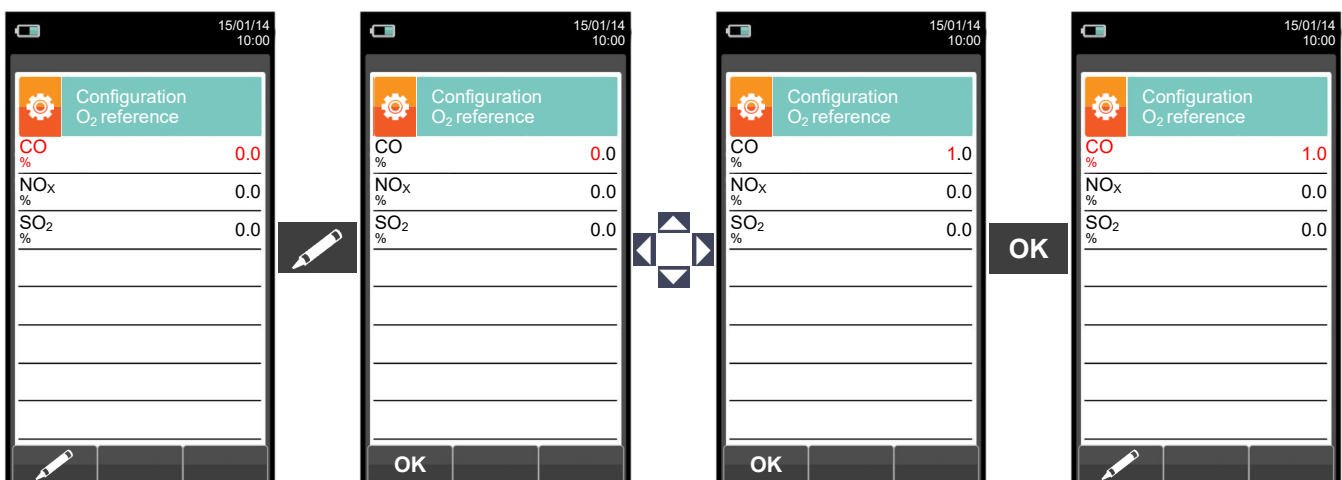 15/01/14
10:00
Configuration
O₂ reference
CO
% 0.0
NOX
% 0.0
SO₂
% 0.0
15/01/14
10:00
Configuration
O₂ reference
CO
% 0.0
NOX
% 0.0
SO₂
% 0.0
OK
15/01/14
10:00
Configuration
O₂ reference
CO
% 1.0
NOX
% 0.0
SO₂
% 0.0
OK
OK
15/01/14
10:00
Configuration
O₂ reference
CO
% 1.0
NOX
% 0.0
SO₂
% 0.0